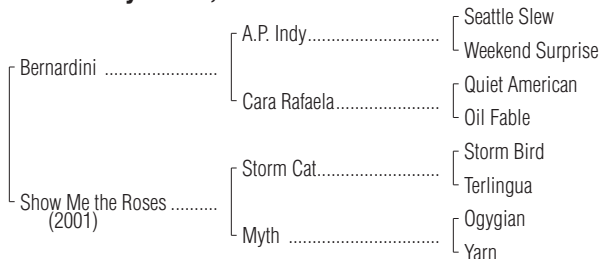 Seattle Slew
A.P. Indy
Weekend Surprise
Bernardini
Quiet American
Cara Rafaela
Oil Fable
Storm Bird
Storm Cat
Terlingua
Show Me the Roses
(2001)
Ogygian
Myth
Yarn